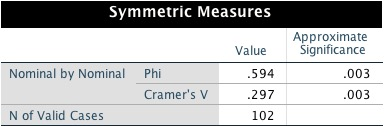 Symmetric Measures
Value Approximate Significance
Nominal by Nominal Phi .594 .003
Cramer's V .297 .003
N of Valid Cases 102